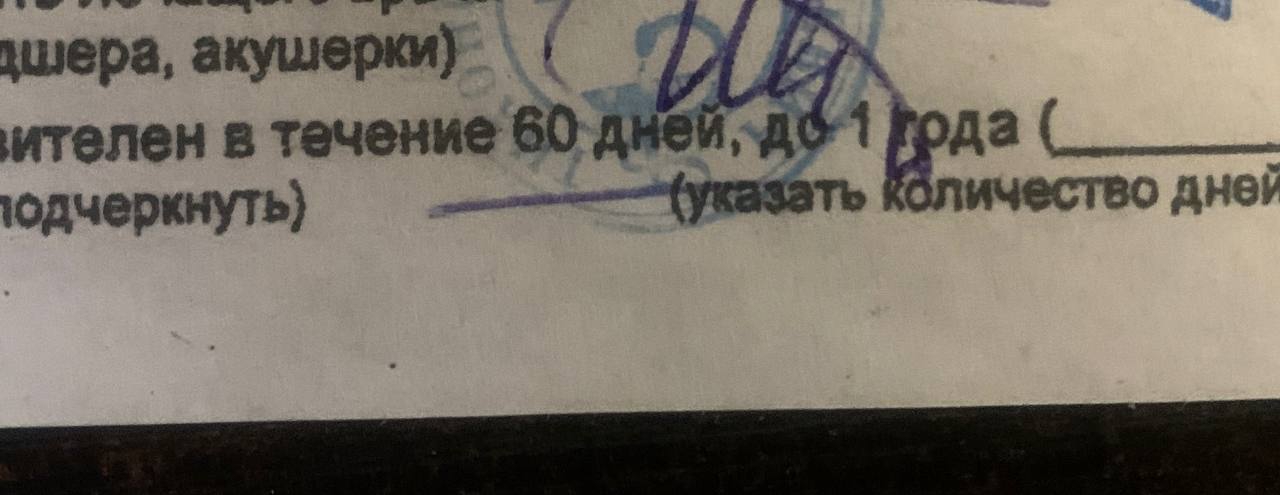 дшера, акушерки)
вителен в течение 60 дней, до 1 года (
подчеркнуть) (указать количество дней